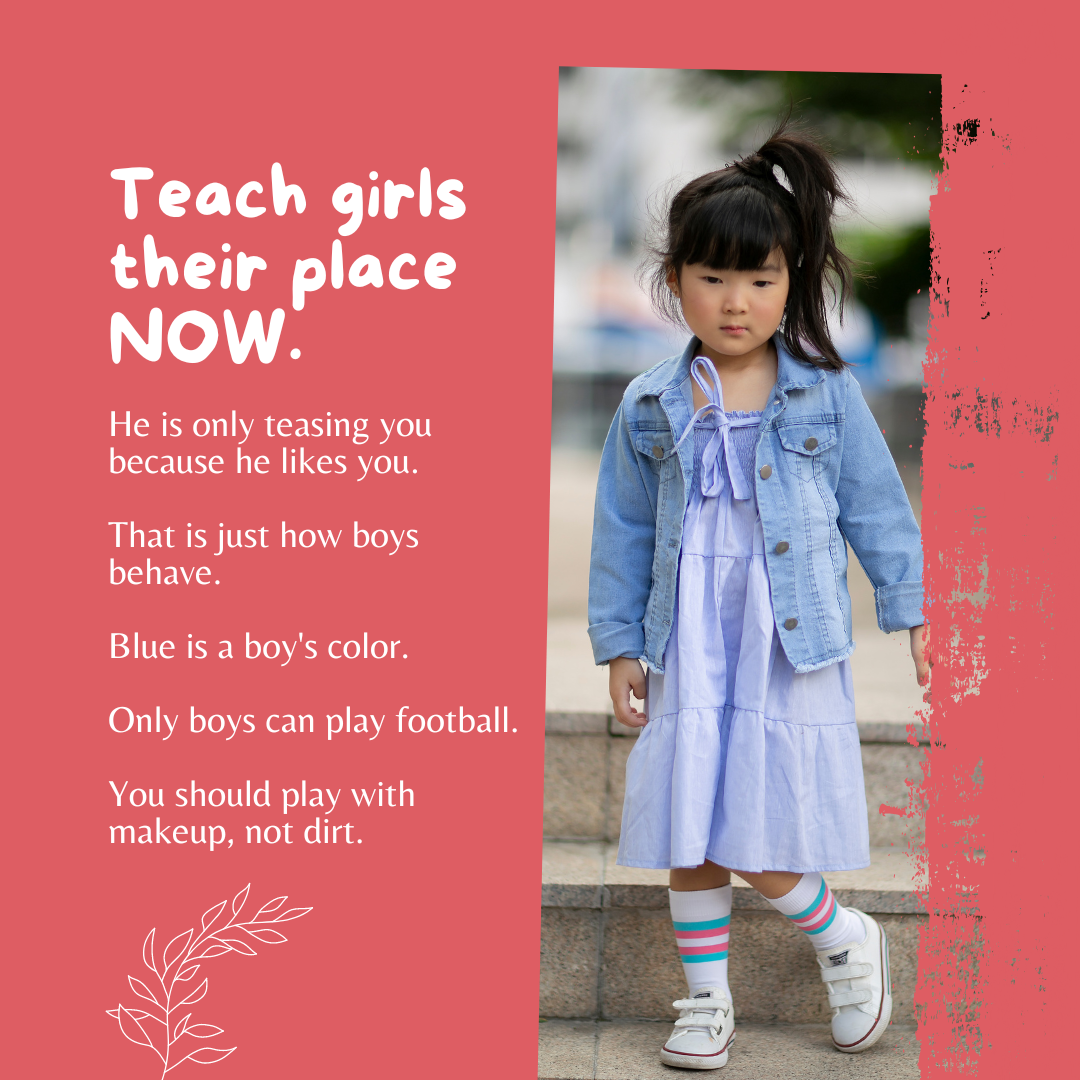 Teach girls
their place
NOW.
He is only teasing you
because he likes you.
That is just how boys
behave.
Blue is a boy's color.
Only boys can play football.
You should play with
makeup, not dirt.